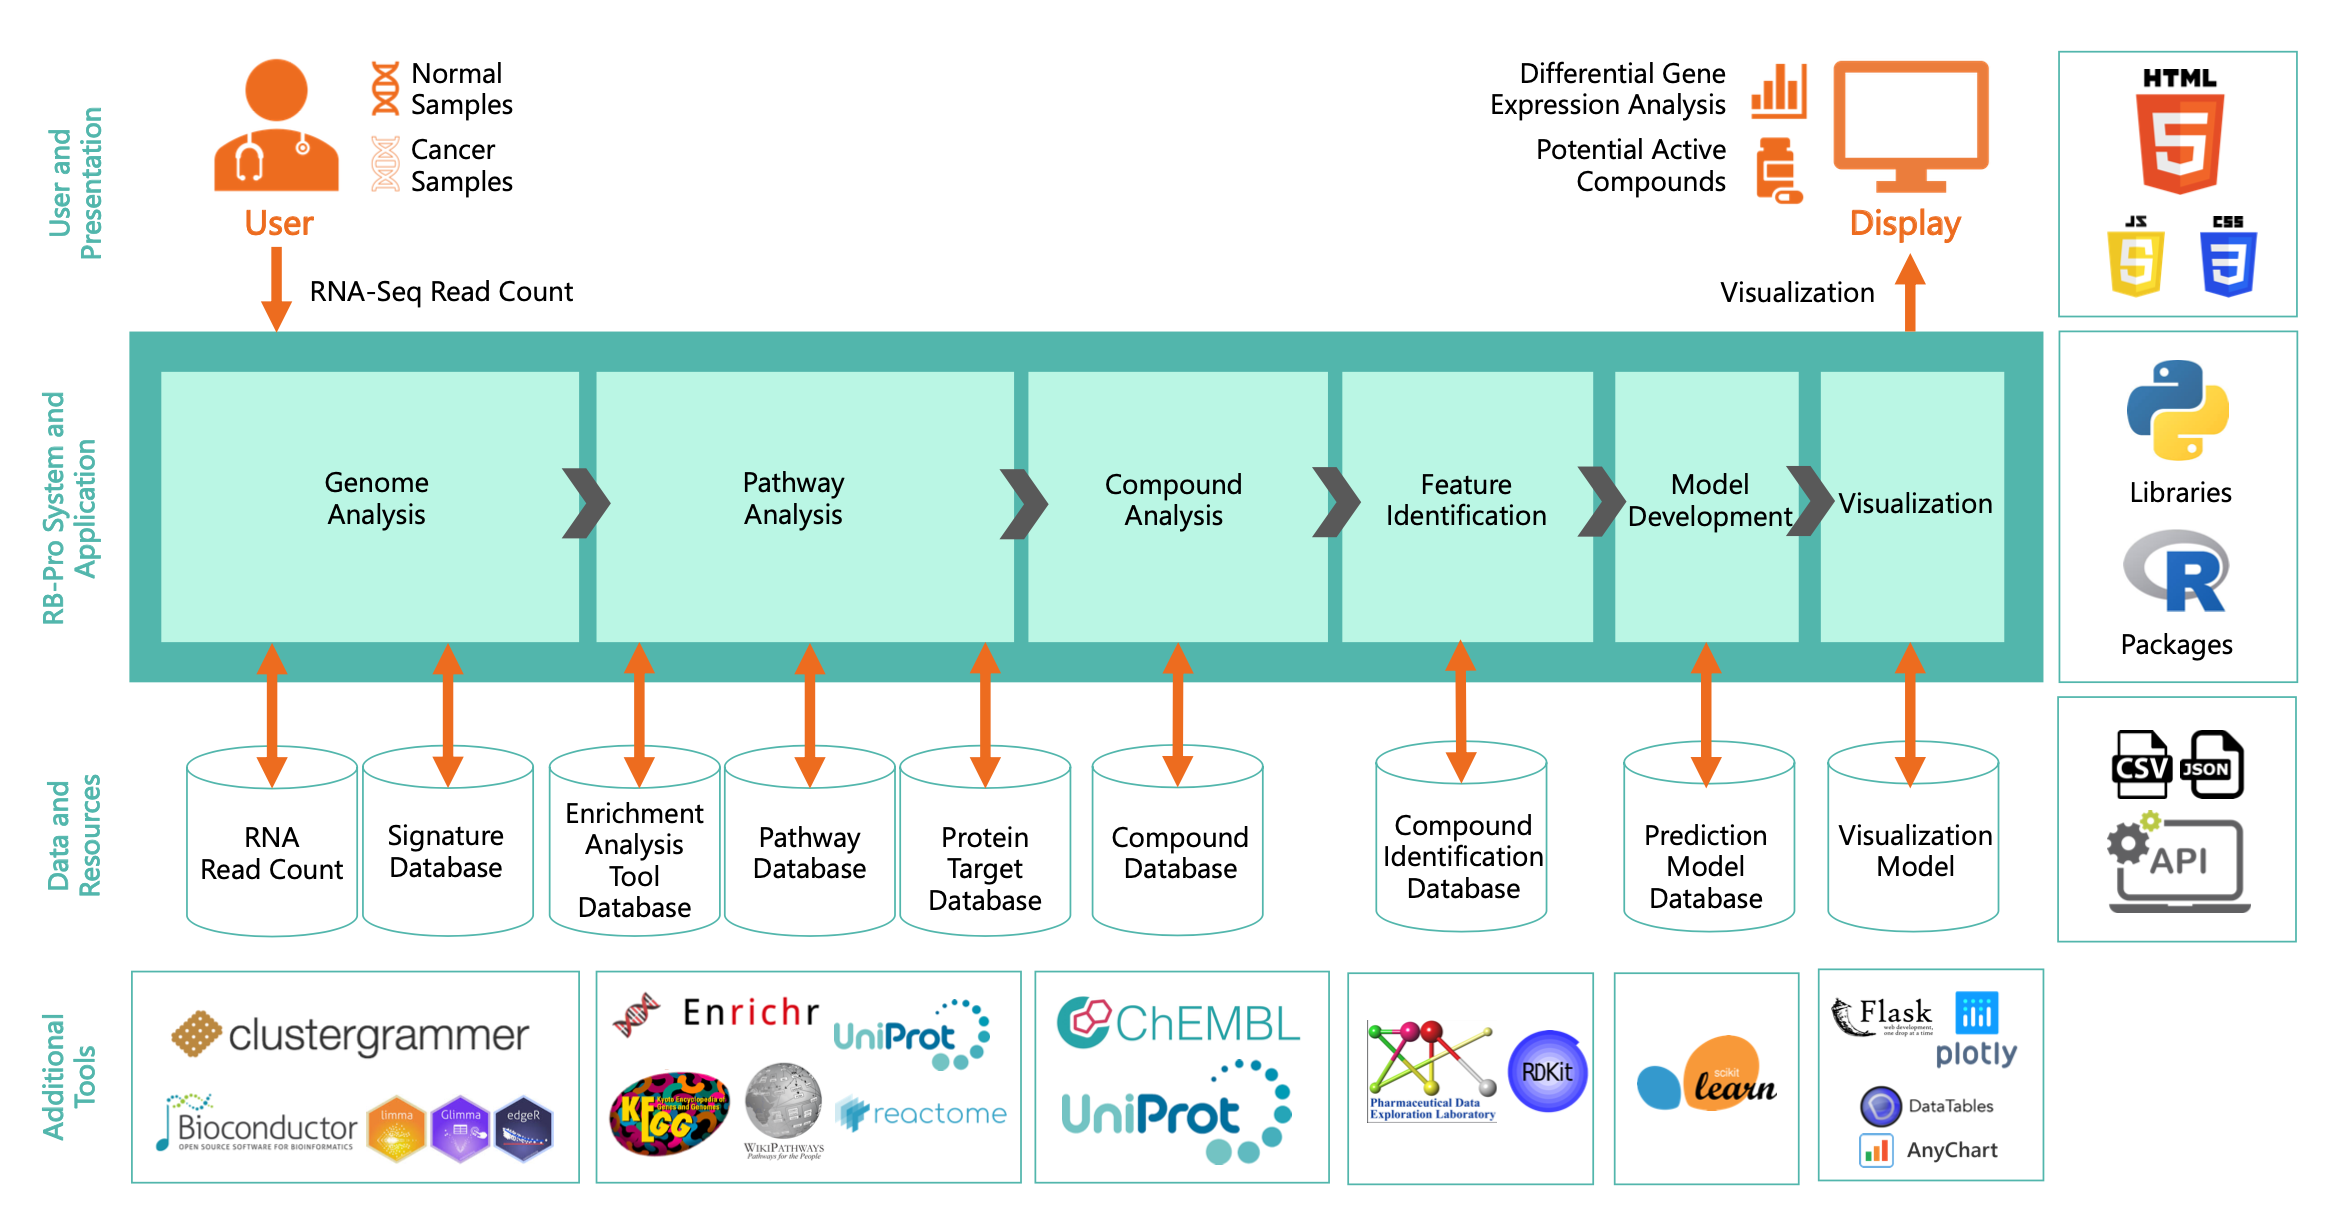 User and
Presentation
Normal
Samples
Cancer
Samples
User
RNA-Seq Read Count
Differential Gene
Expression Analysis
Potential Active
Compounds
Display
Visualization
HTML
5
JS
CSS
3
RB-Pro System and
Application
Genome
Analysis
Pathway
Analysis
Compound
Analysis
Feature
Identification
Model
Development
Visualization
Libraries
R
Packages
Data and
Resources
RNA
Read Count
Signature
Database
Enrichment
Analysis
Tool
Database
Pathway
Database
Protein
Target
Database
Compound
Database
Compound
Identification
Database
Prediction
Model
Database
Visualization
Model
CSV
JSON
API
Additional
Tools
clustergrammer
Bioconductor
OPEN SOURCE SOFTWARE FOR BIOINFORMATICS
limma
Glimma
edgeR
Enrichr
UniProt
KEGG
Kyoto Encyclopedia of
Genes and Genomes
WIKIPATHWAYS
Pathways for the People
reactome
ChEMBL
UniProt
Pharmaceutical Data
Exploration Laboratory
RDKit
scikit
learn
Flask
web development,
one drop at a time
plotly
DataTables
AnyChart